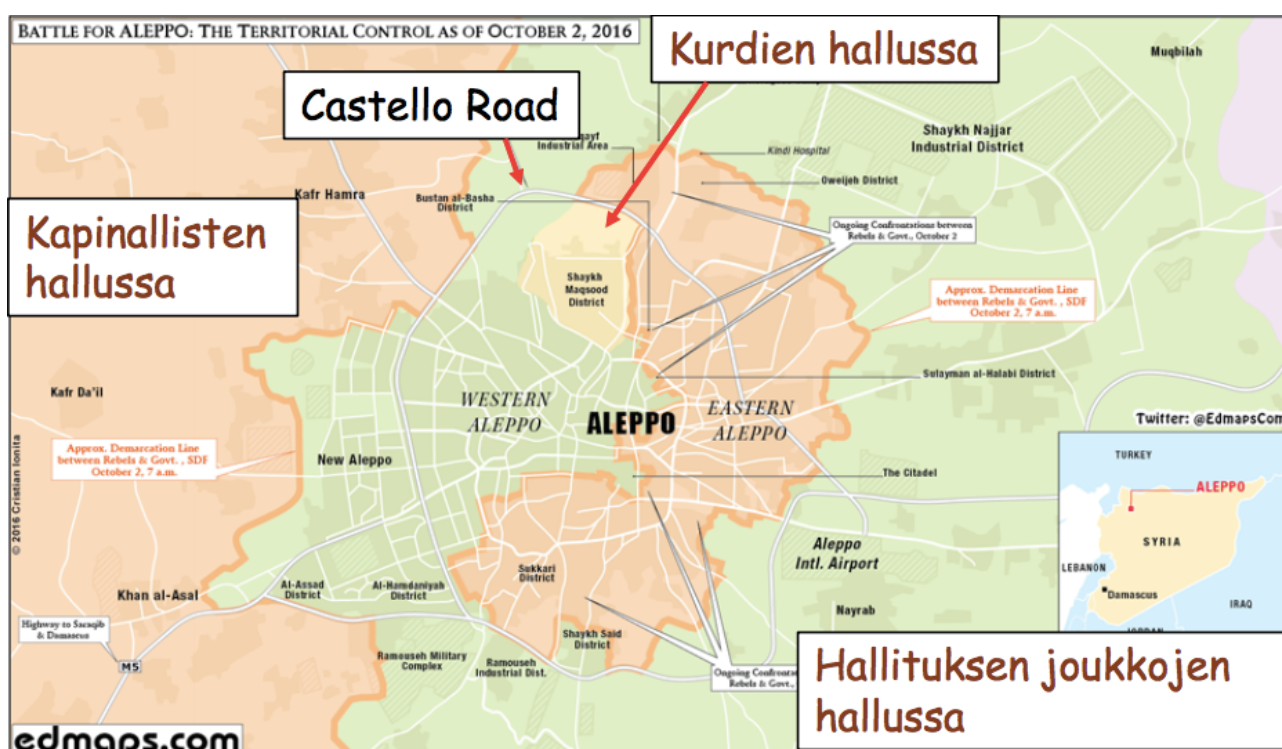 BATTLE FOR ALEPPO: THE TERRITORIAL CONTROL AS OF OCTOBER 2, 2016
Kurdien hallussa
Muqbilah
Castello Road
Industrial Area
Shaykh Najjar
Industrial District
Kindi Hospital
Oweijeh District
Kafr Hamra
Bustan al-Basha
District
Kapinallisten
hallussa
Ongoing Confrontations between
Rebels & Govt., October 2
Shaykh
Maqsood
District
Approx. Demarcation Line
between Rebels & Govt. , SDF
October 2, 7 a.m.
Kafr Da'il
Sulayman al-Halabi District
WESTERN
ALEPPO
ALEPPO
EASTERN
ALEPPO
Twitter: @EdmapsCom
Approx. Demarcation Line
between Rebels & Govt. , SDF
October 2, 7 a.m.
New Aleppo
The Citadel
TURKEY
ALEPPO
SYRIA
LEBANON
Damascus
IRAQ
JORDAN
© 2016 Cristian Ionita
Aleppo
Intl. Airport
Sukkari
District
Al-Assad
District
Al-Hamdaniyah
District
Khan al-Asal
Nayrab
Highway to Saraqib
& Damascus
M5
Shaykh Said
District
Ramouseh Military
Complex
Ramouseh
Industrial Dist.
Ongoing
Rebels & Govt.,
Hallituksen joukkojen
hallussa
edmaps.com